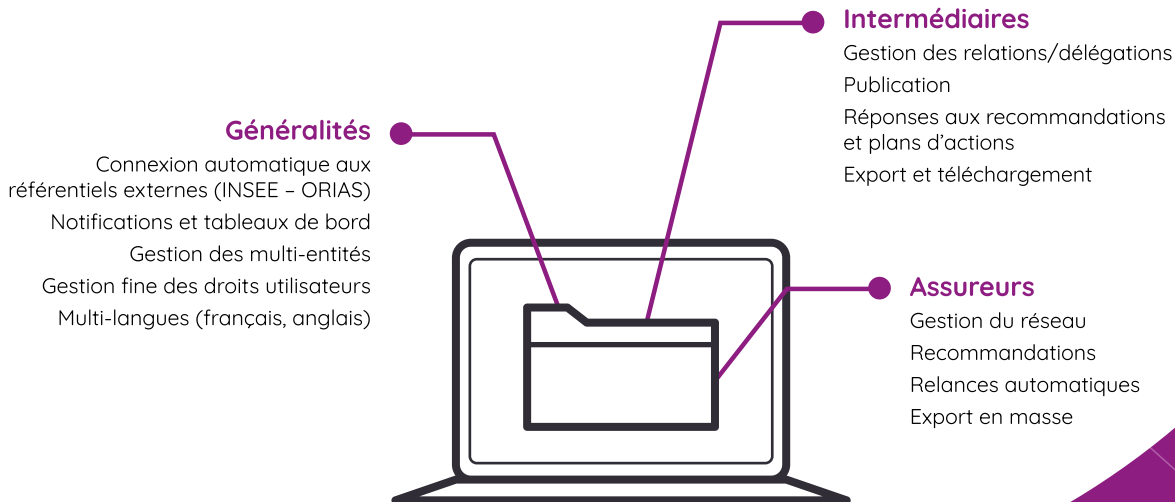 Généralités
Connexion automatique aux
référentiels externes (INSEE – ORIAS)
Notifications et tableaux de bord
Gestion des multi-entités
Gestion fine des droits utilisateurs
Multi-langues (français, anglais)
Intermédiaires
Gestion des relations/délégations
Publication
Réponses aux recommandations
et plans d’actions
Export et téléchargement
Assureurs
Gestion du réseau
Recommandations
Relances automatiques
Export en masse